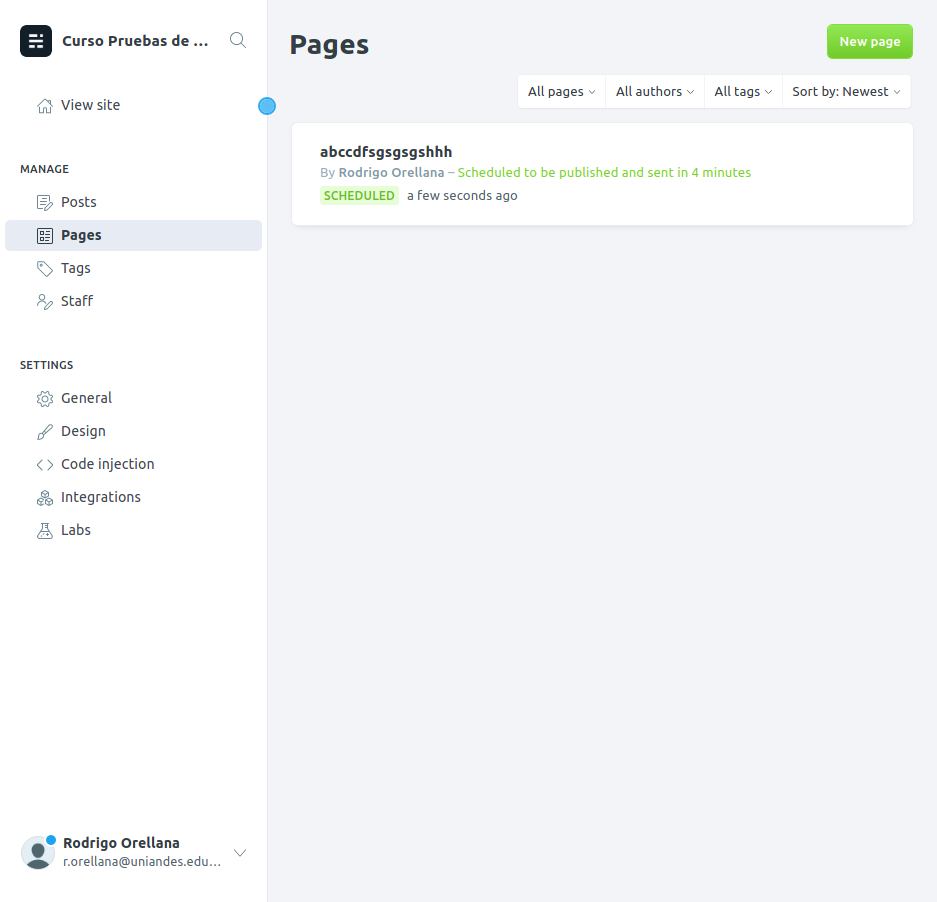 Curso Pruebas de ...
View site
MANAGE
Posts
Pages
Tags
Staff
SETTINGS
General
Design
Code injection
Integrations
Labs
Rodrigo Orellana
r.orellana@uniandes.edu...
Pages
New page
All pages
All authors
All tags
Sort by: Newest
abccdfsgsgsgshhh
By Rodrigo Orellana – Scheduled to be published and sent in 4 minutes
SCHEDULED a few seconds ago